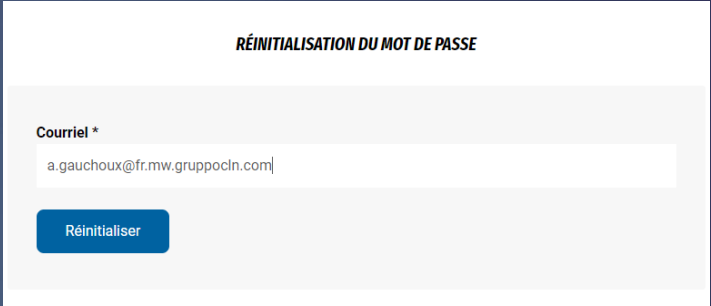 RÉINITIALISATION DU MOT DE PASSE
Courriel *
a.gauchoux@fr.mw.gruppocln.com
Réinitialiser